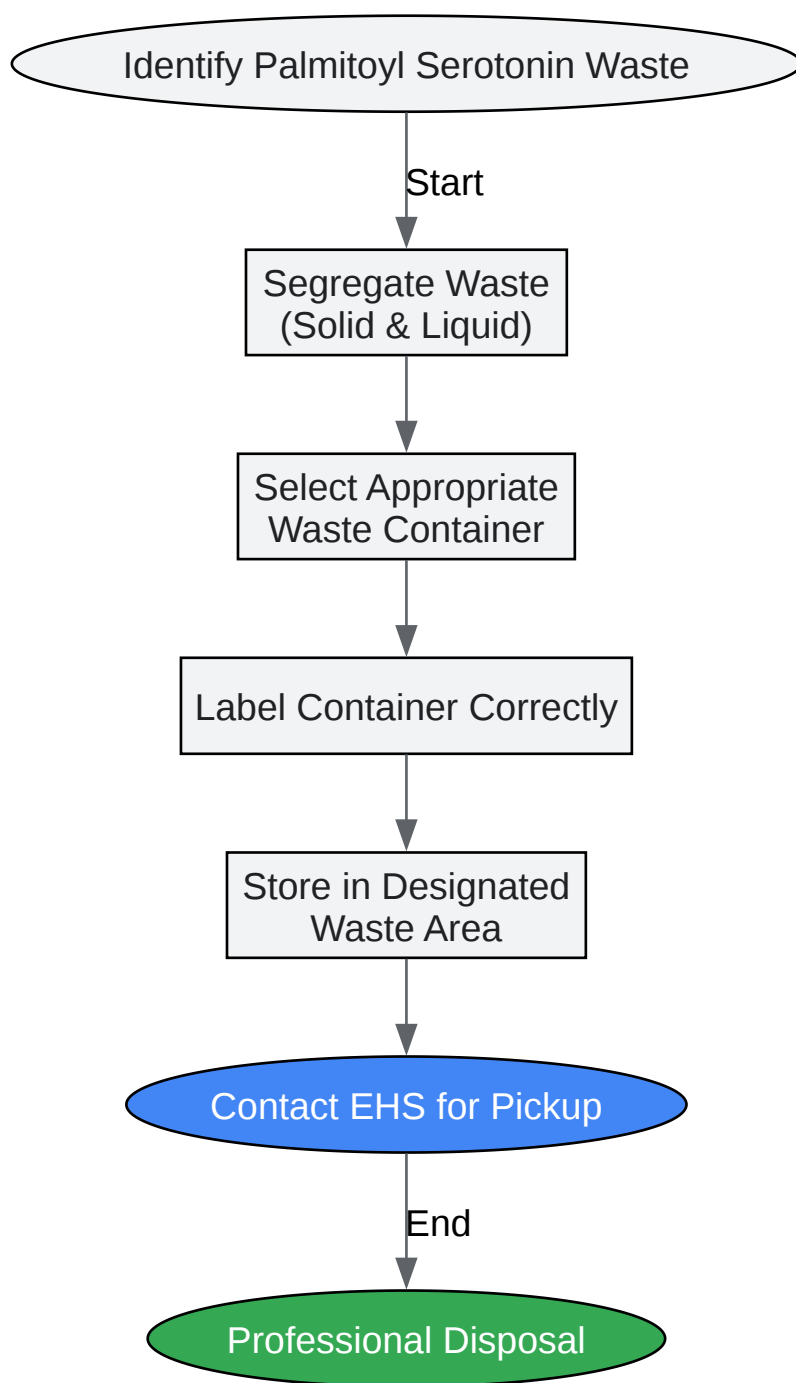 Identify Palmitoyl Serotonin Waste
Start
Segregate Waste
(Solid & Liquid)
Select Appropriate
Waste Container
Label Container Correctly
Store in Designated
Waste Area
Contact EHS for Pickup
End
Professional Disposal